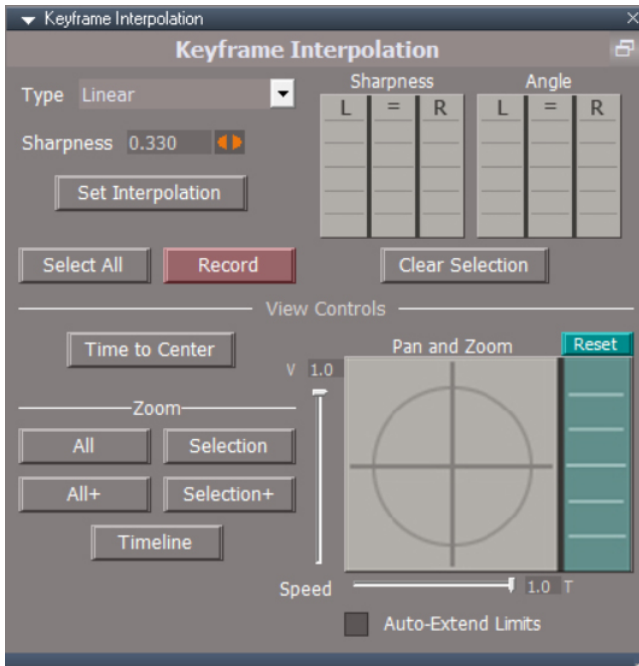 Keyframe Interpolation
Keyframe Interpolation
Type Linear
Sharpness Angle
L = R L = R
Sharpness 0.330
Set Interpolation
Select All Record Clear Selection
View Controls
Time to Center Pan and Zoom Reset
V 1.0
Zoom
All Selection
All+ Selection+
Timeline
Speed 1.0 T
Auto-Extend Limits